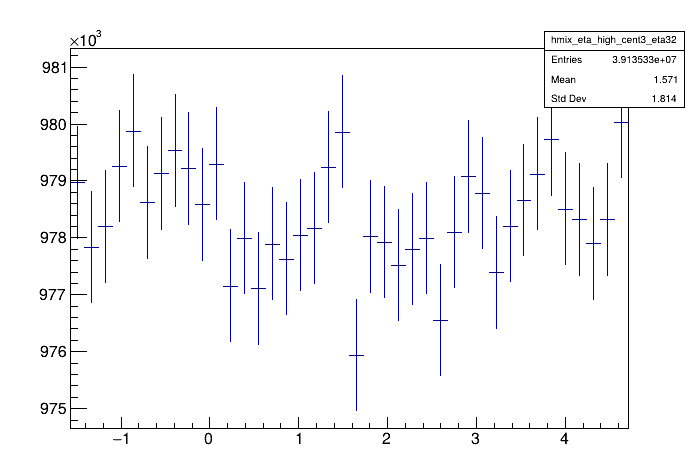 ×10³
hmix_eta_high_cent3_eta32
Entries 3.913533e+07
Mean 1.571
Std Dev 1.814
981
980
979
978
977
976
975
−1 0 1 2 3 4